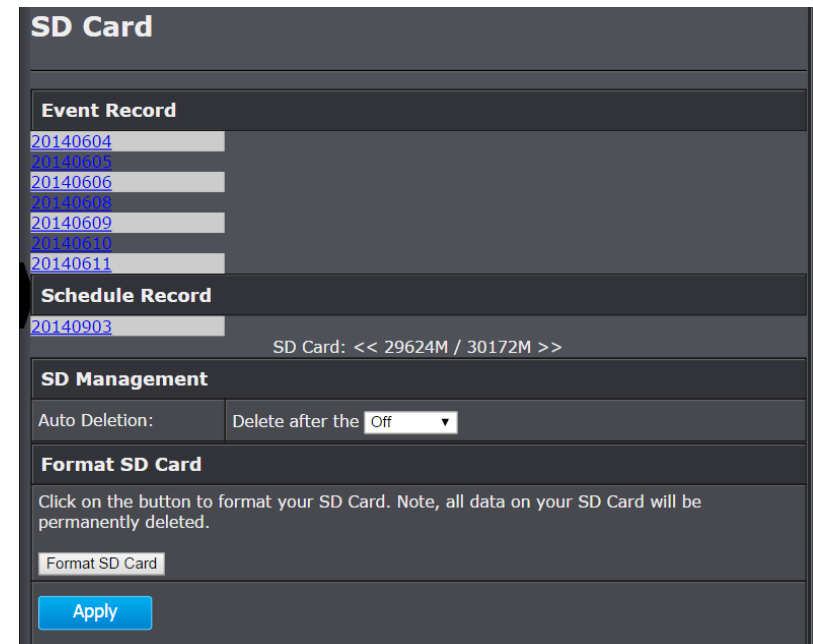 SD Card
Event Record
20140604
20140605
20140606
20140608
20140609
20140610
20140611
Schedule Record
20140903
SD Card: << 29624M / 30172M >>
SD Management
Auto Deletion: Delete after the Off
Format SD Card
Click on the button to format your SD Card. Note, all data on your SD Card will be
permanently deleted.
Format SD Card
Apply